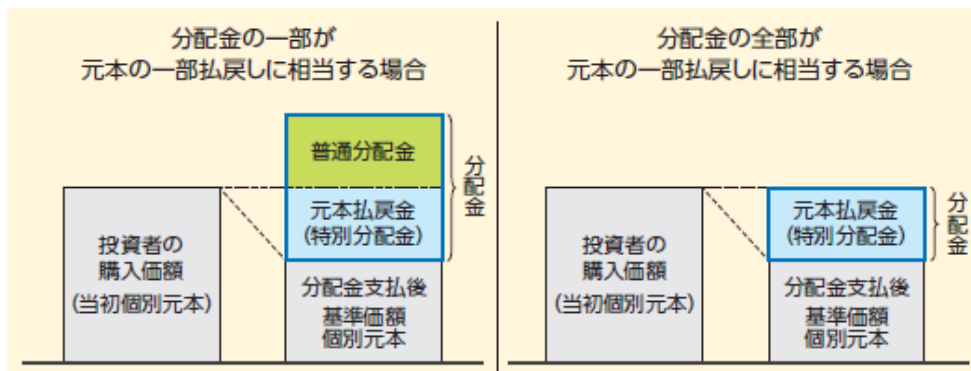 分配金の一部が
元本の一部払戻しに相当する場合
普通分配金
元本払戻金
(特別分配金)
分配金
投資者の
購入価額
(当初個別元本)
分配金支払後
基準価額
個別元本
分配金の全部が
元本の一部払戻しに相当する場合
元本払戻金
(特別分配金)
分配金
投資者の
購入価額
(当初個別元本)
分配金支払後
基準価額
個別元本